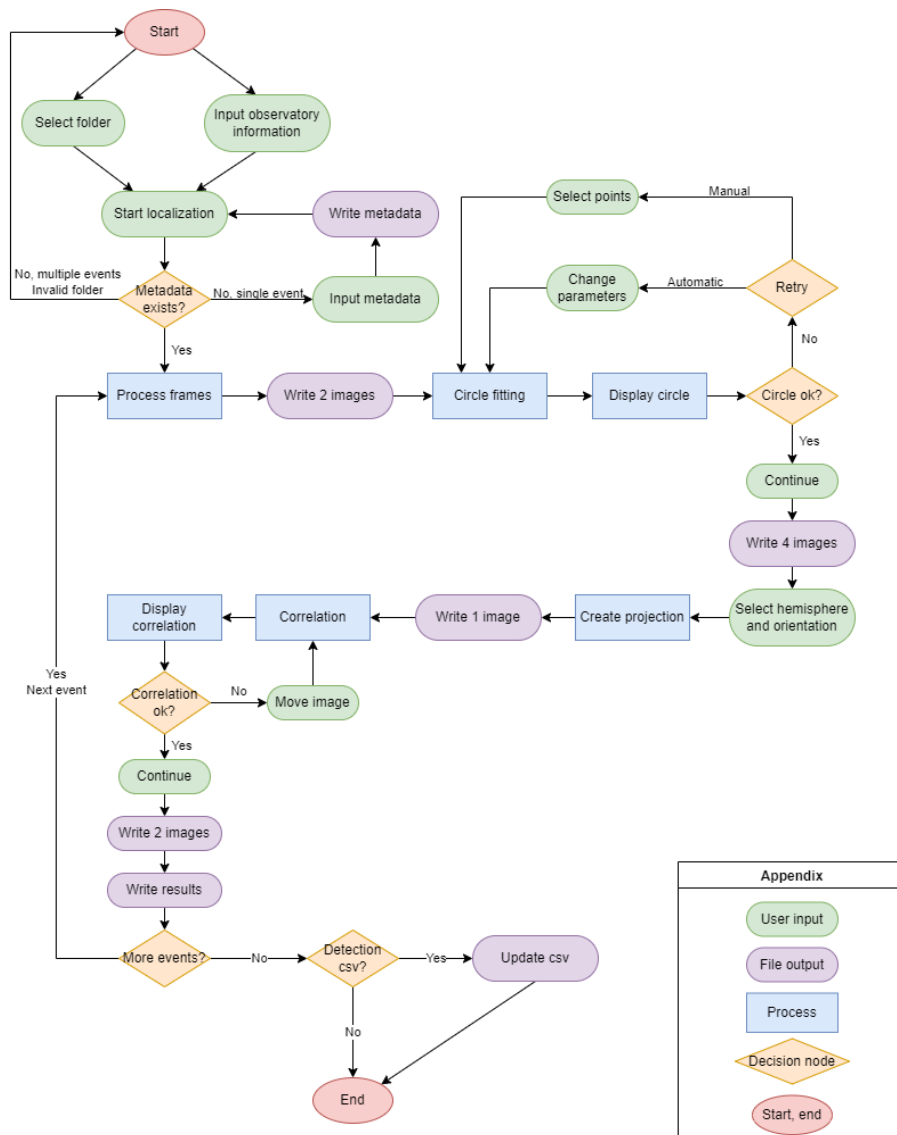 Start
Select folder
Input observatory
information
Start localization
Write metadata
Select points
Manual
No, multiple events
Invalid folder
Metadata
exists?
No, single event
Input metadata
Change
parameters
Automatic
Retry
Yes
No
Process frames
Write 2 images
Circle fitting
Display circle
Circle ok?
Yes
Continue
Write 4 images
Display
correlation
Correlation
Write 1 image
Create projection
Select hemisphere
and orientation
Yes
Next event
Correlation
ok?
No
Move image
Yes
Continue
Write 2 images
Write results
More events?
No
Detection
csv?
Yes
Update csv
No
End
Appendix
User input
File output
Process
Decision node
Start, end